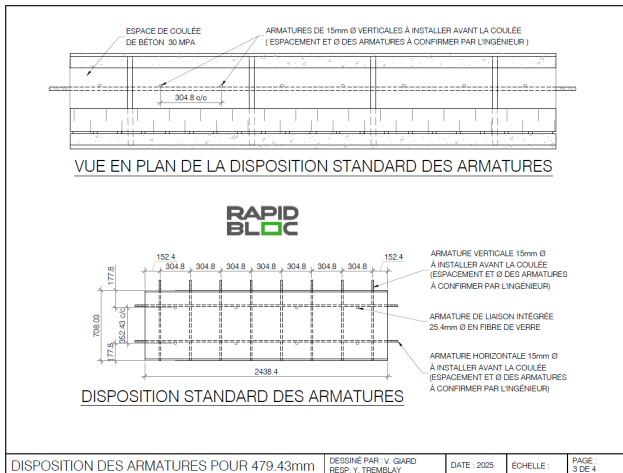 ESPACE DE COULÉE
DE BÉTON 30 MPA
ARMATURES DE 15mm Ø VERTICALES À INSTALLER AVANT LA COULÉE
( ESPACEMENT ET Ø DES ARMATURES À CONFIRMER PAR L'INGÉNIEUR )
304.8 c/c
VUE EN PLAN DE LA DISPOSITION STANDARD DES ARMATURES
RAPID
BLOC
152.4 304.8 304.8 304.8 304.8 304.8 304.8 304.8 152.4
177.8
708.03
352.43 c/c
177.8
2438.4
ARMATURE VERTICALE 15mm Ø
À INSTALLER AVANT LA COULÉE
(ESPACEMENT ET Ø DES ARMATURES
À CONFIRMER PAR L'INGÉNIEUR)
ARMATURE DE LIAISON INTÉGRÉE
25.4mm Ø EN FIBRE DE VERRE
ARMATURE HORIZONTALE 15mm Ø
À INSTALLER AVANT LA COULÉE
(ESPACEMENT ET Ø DES ARMATURES
À CONFIRMER PAR L'INGÉNIEUR)
DISPOSITION STANDARD DES ARMATURES
DISPOSITION DES ARMATURES POUR 479.43mm
DESSINÉ PAR : V. GIARD
RESP. Y. TREMBLAY
DATE : 2025
ÉCHELLE :
PAGE :
3 DE 4